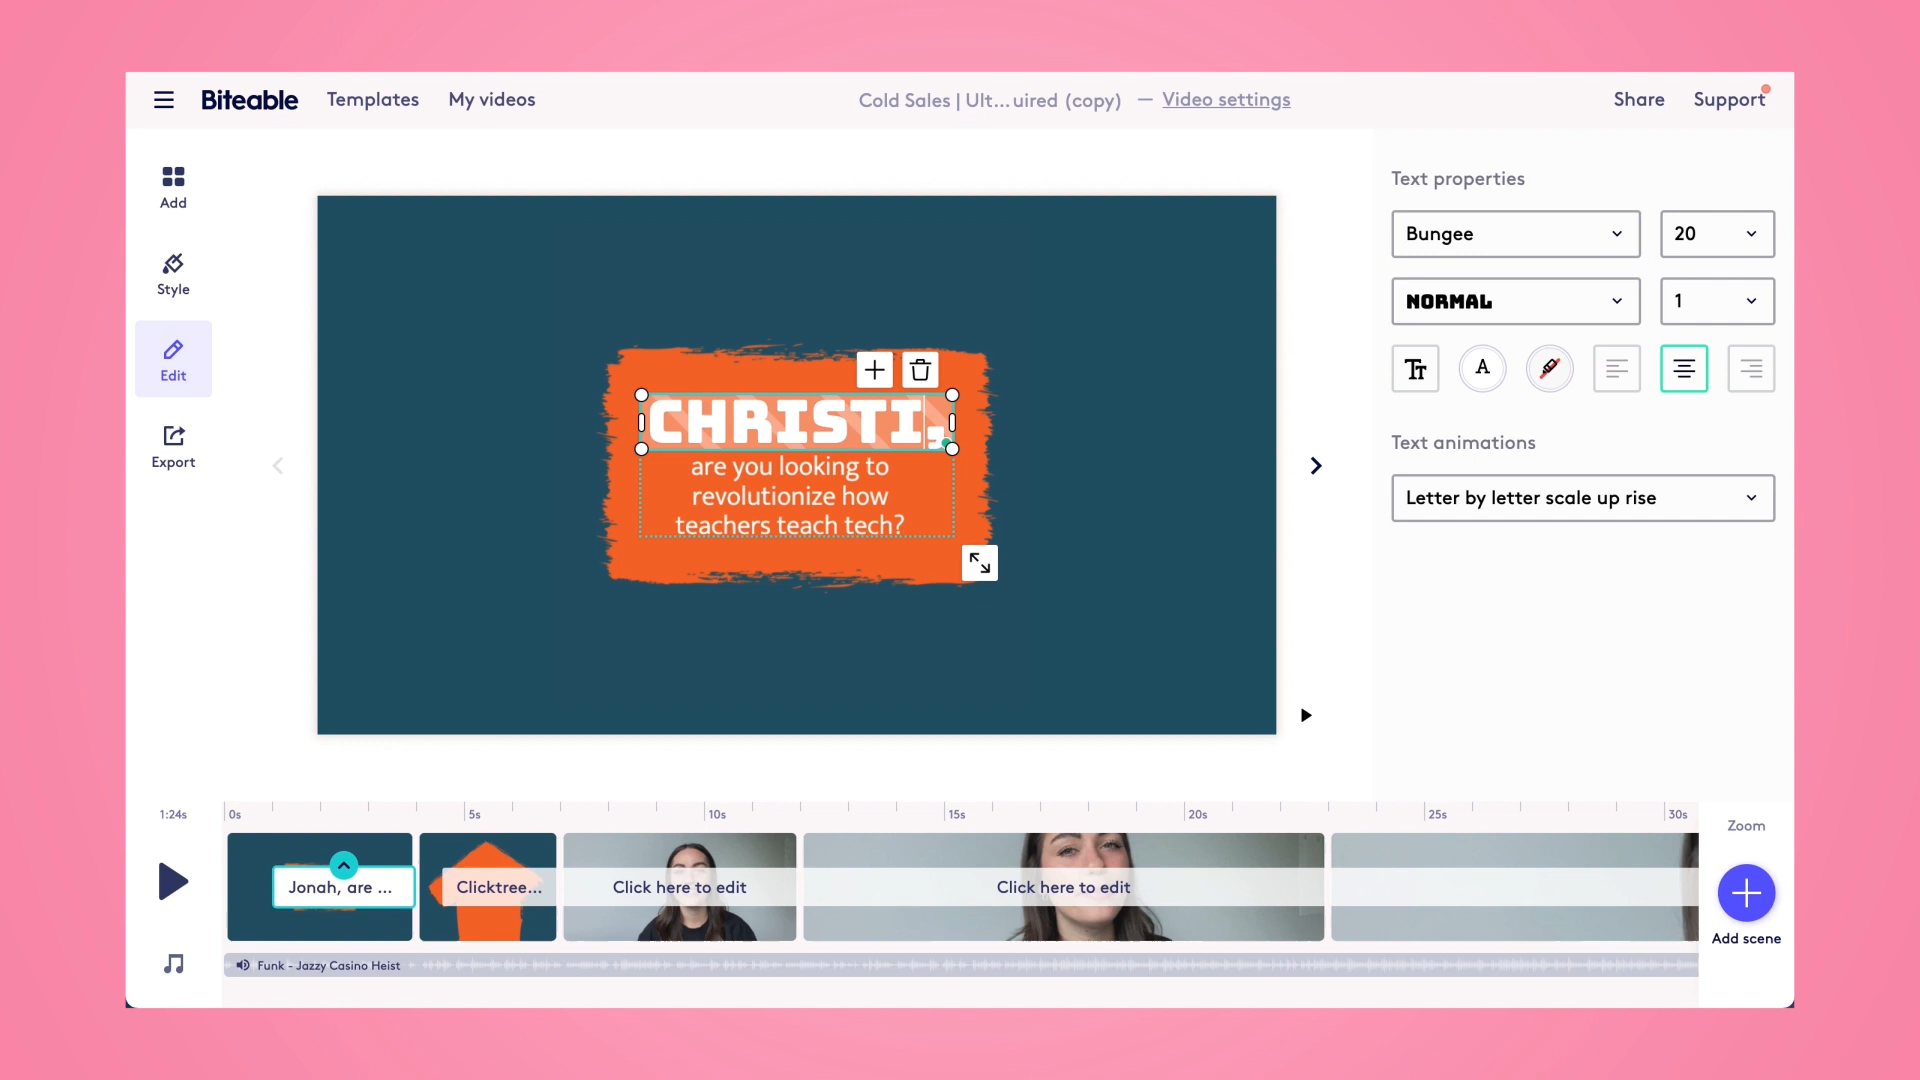 Biteable
Templates
My videos
Cold Sales | Ult...uired (copy) — Video settings
Share
Support
Add
Style
Edit
Export
CHRISTI,
are you looking to
revolutionize how
teachers teach tech?
Text properties
Bungee
20
NORMAL
1
Tt
A
Text animations
Letter by letter scale up rise
1:24s
0s
5s
10s
15s
20s
25s
30s
Zoom
Jonah, are ...
Clicktree...
Click here to edit
Click here to edit
Add scene
Funk - Jazzy Casino Heist